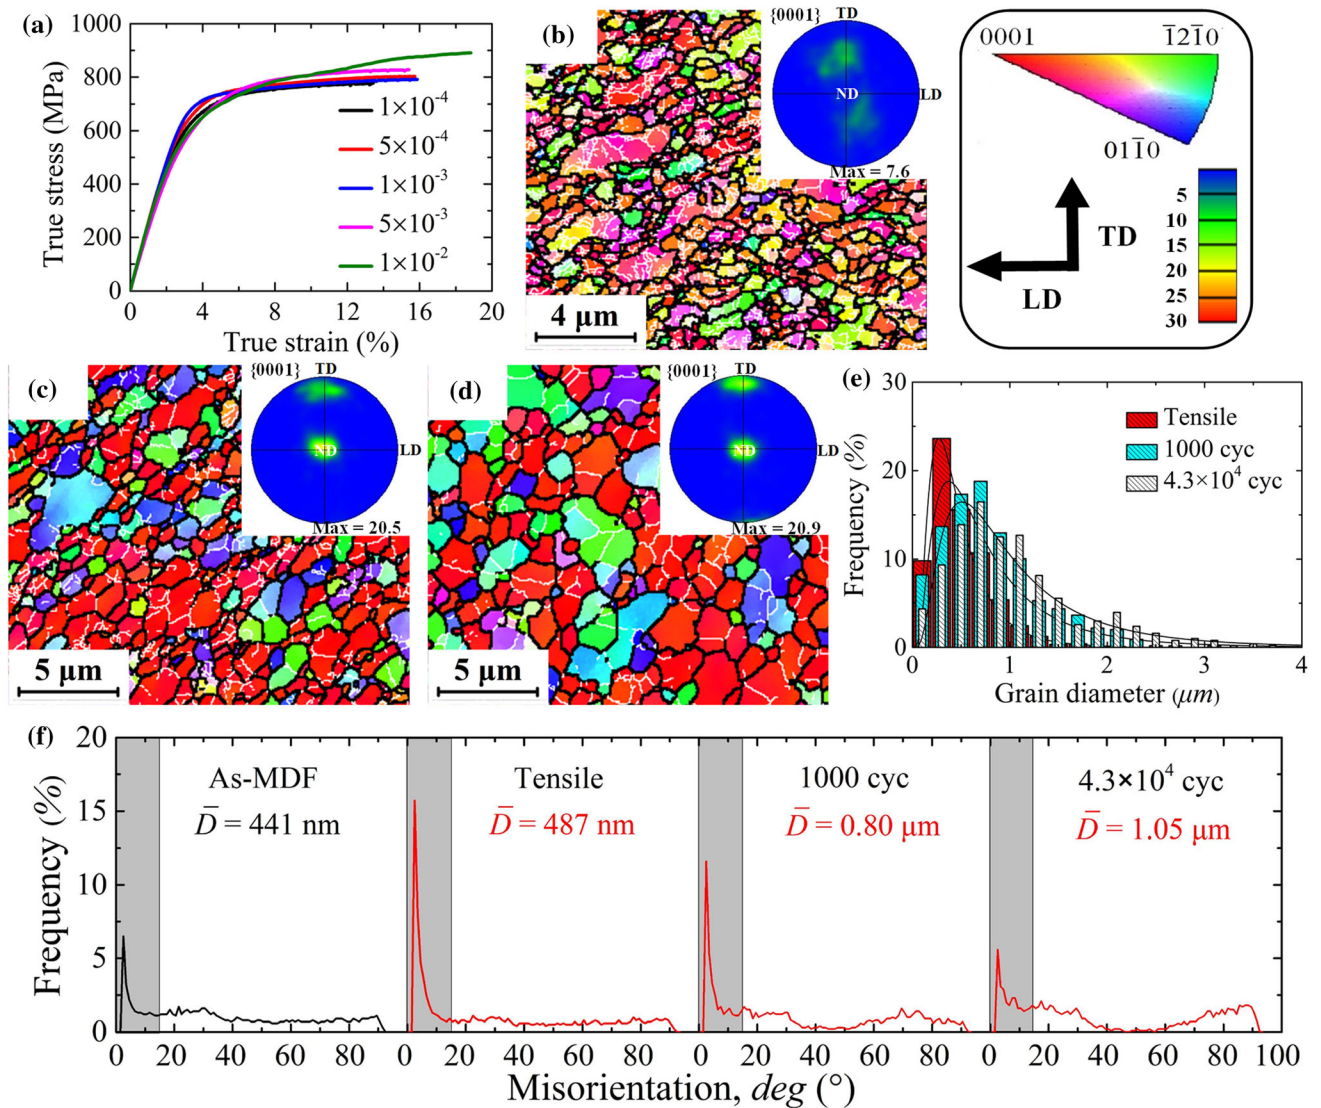 (a)
1000
800
600
400
200
0
True stress (MPa)
1×10⁻⁴
5×10⁻⁴
1×10⁻³
5×10⁻³
1×10⁻²
0 4 8 12 16 20
True strain (%)
(b)
{0001}
TD
ND
LD
Max = 7.6
4 μm
0001
1̅21̅0
011̅0
TD
LD
5
10
15
20
25
30
(c)
{0001}
TD
ND
LD
Max = 20.5
5 μm
(d)
{0001}
TD
ND
LD
Max = 20.9
5 μm
(e)
30
20
10
0
Frequency (%)
Tensile
1000 cyc
4.3×10⁴ cyc
0 1 2 3 4
Grain diameter (μm)
(f)
20
15
10
5
0
Frequency (%)
As-MDF
D̅ = 441 nm
Tensile
D̅ = 487 nm
1000 cyc
D̅ = 0.80 μm
4.3×10⁴ cyc
D̅ = 1.05 μm
0 20 40 60 80 0 20 40 60 80 0 20 40 60 80 0 20 40 60 80 100
Misorientation, deg (°)